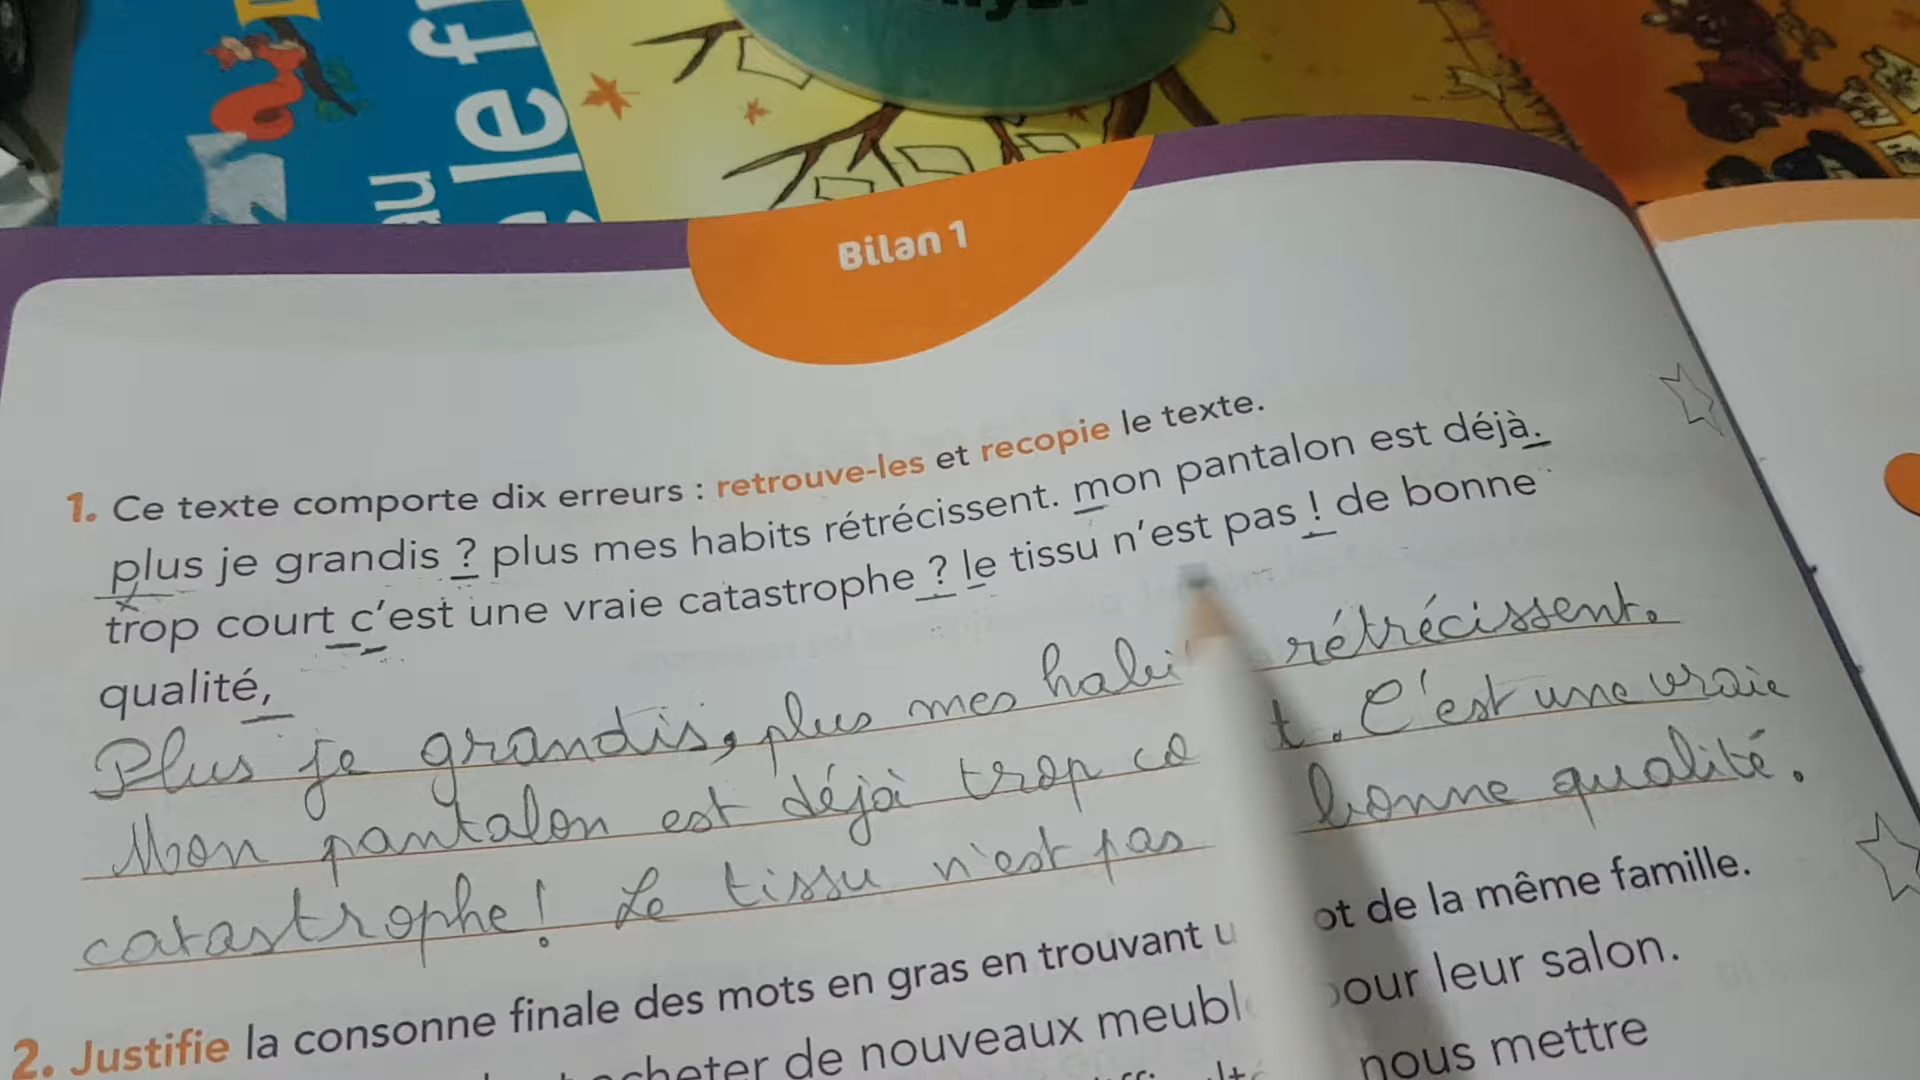 au
le f
Bilan 1
1. Ce texte comporte dix erreurs : retrouve-les et recopie le texte.
plus je grandis ? plus mes habits rétrécissent. mon pantalon est déjà.
trop court c'est une vraie catastrophe ? le tissu n'est pas ! de bonne
qualité,
Plus je grandis, plus mes habi rétrécissent.
Mon pantalon est déjà trop co t. C'est une vraie
catastrophe ! Le tissu n'est pas bonne qualité.
2. Justifie la consonne finale des mots en gras en trouvant u ot de la même famille.
cheter de nouveaux meubl pour leur salon.
nous mettre